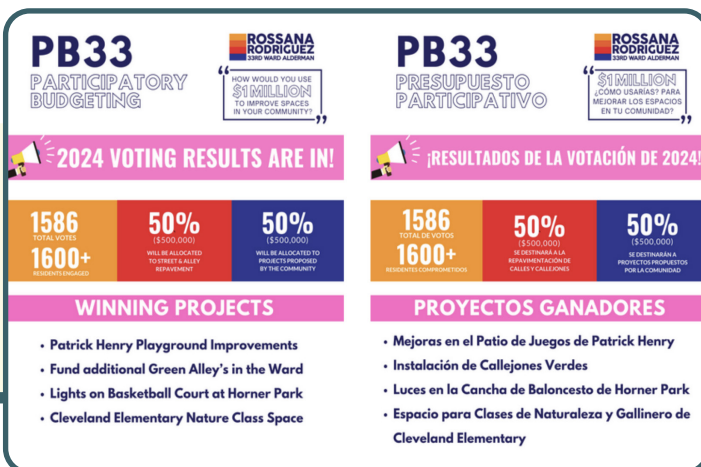 PB33
PARTICIPATORY
BUDGETING
ROSSANA
RODRIGUEZ
33RD WARD ALDERMAN
“
HOW WOULD YOU USE
$1 MILLION
TO IMPROVE SPACES
IN YOUR COMMUNITY?
”
2024 VOTING RESULTS ARE IN!
1586
TOTAL VOTES
1600+
RESIDENTS ENGAGED
50%
($500,000)
WILL BE ALLOCATED
TO STREET & ALLEY
REPAVEMENT
50%
($500,000)
WILL BE ALLOCATED TO
PROJECTS PROPOSED
BY THE COMMUNITY
WINNING PROJECTS
• Patrick Henry Playground Improvements
• Fund additional Green Alley's in the Ward
• Lights on Basketball Court at Horner Park
• Cleveland Elementary Nature Class Space
PB33
PRESUPUESTO
PARTICIPATIVO
ROSSANA
RODRIGUEZ
33RD WARD ALDERMAN
“
$1 MILLION
¿CÓMO USARÍAS? PARA
MEJORAR LOS ESPACIOS
EN TU COMUNIDAD?
”
¡RESULTADOS DE LA VOTACIÓN DE 2024!
1586
TOTAL DE VOTOS
1600+
RESIDENTES COMPROMETIDOS
50%
($500,000)
SE DESTINARÁ A LA
REPAVIMENTACIÓN DE
CALLES Y CALLEJONES
50%
($500,000)
SE DESTINARÁN A
PROYECTOS PROPUESTOS
POR LA COMUNIDAD
PROYECTOS GANADORES
• Mejoras en el Patio de Juegos de Patrick Henry
• Instalación de Callejones Verdes
• Luces en la Cancha de Baloncesto de Horner Park
• Espacio para Clases de Naturaleza y Gallinero de
Cleveland Elementary